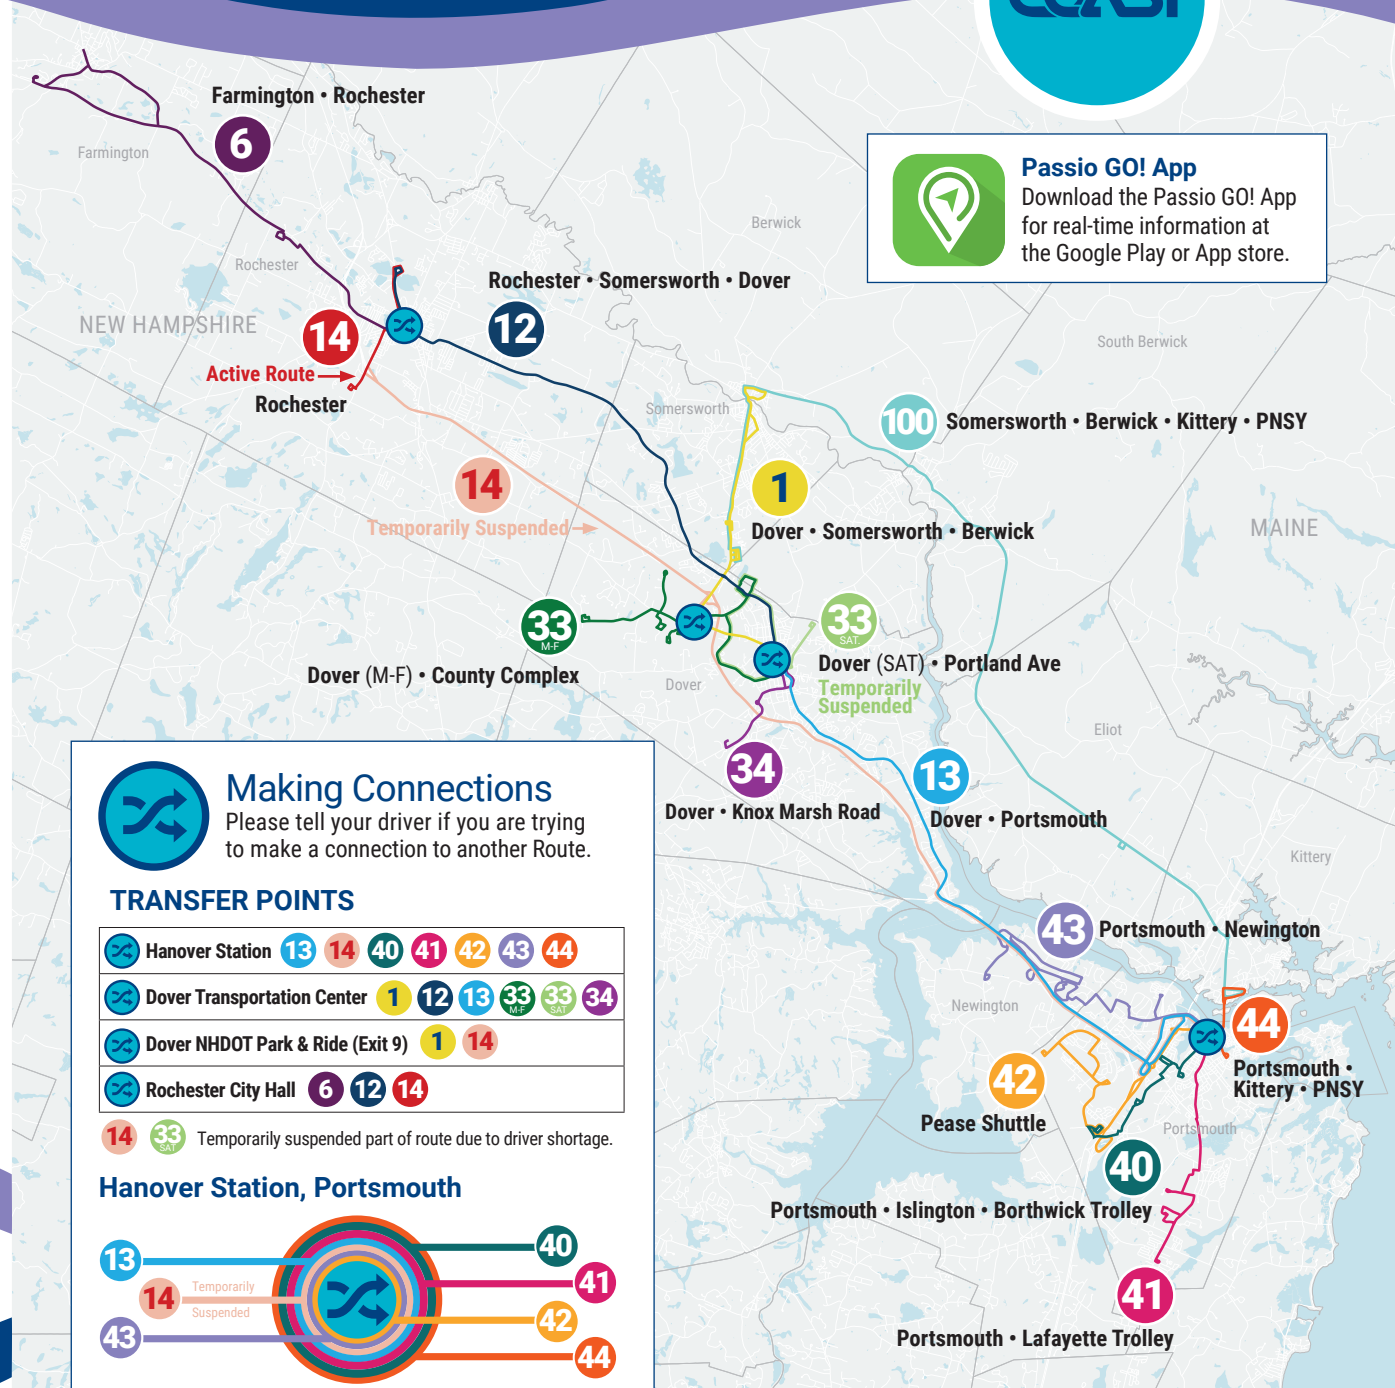 COAST
Farmington • Rochester
6
Farmington
Passio GO! App
Download the Passio GO! App
for real-time information at
the Google Play or App store.
Berwick
Rochester
Rochester • Somersworth • Dover
12
NEW HAMPSHIRE
14
Active Route
Rochester
South Berwick
Somersworth
100
Somersworth • Berwick • Kittery • PNSY
14
Temporarily Suspended
1
Dover • Somersworth • Berwick
MAINE
33
M-F
Dover (M-F) • County Complex
33
SAT.
Dover (SAT) • Portland Ave
Temporarily
Suspended
Dover
Eliot
34
Dover • Knox Marsh Road
13
Dover • Portsmouth
Kittery
43
Portsmouth • Newington
Newington
44
Portsmouth •
Kittery • PNSY
42
Pease Shuttle
Portsmouth
40
Portsmouth • Islington • Borthwick Trolley
41
Portsmouth • Lafayette Trolley
Making Connections
Please tell your driver if you are trying
to make a connection to another Route.
TRANSFER POINTS
Hanover Station 13 14 40 41 42 43 44
Dover Transportation Center 1 12 13 33 M-F 33 SAT 34
Dover NHDOT Park & Ride (Exit 9) 1 14
Rochester City Hall 6 12 14
14 33 SAT Temporarily suspended part of route due to driver shortage.
Hanover Station, Portsmouth
13
14
Temporarily
Suspended
43
40
41
42
44